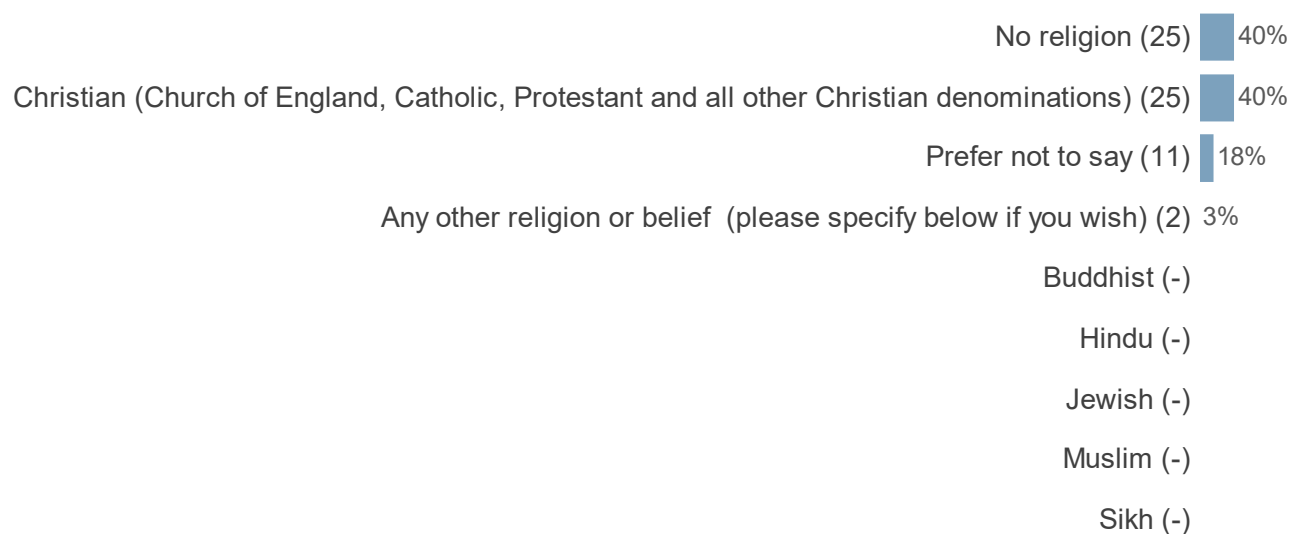 No religion (25) 40%
Christian (Church of England, Catholic, Protestant and all other Christian denominations) (25) 40%
Prefer not to say (11) 18%
Any other religion or belief  (please specify below if you wish) (2) 3%
Buddhist (-)
Hindu (-)
Jewish (-)
Muslim (-)
Sikh (-)